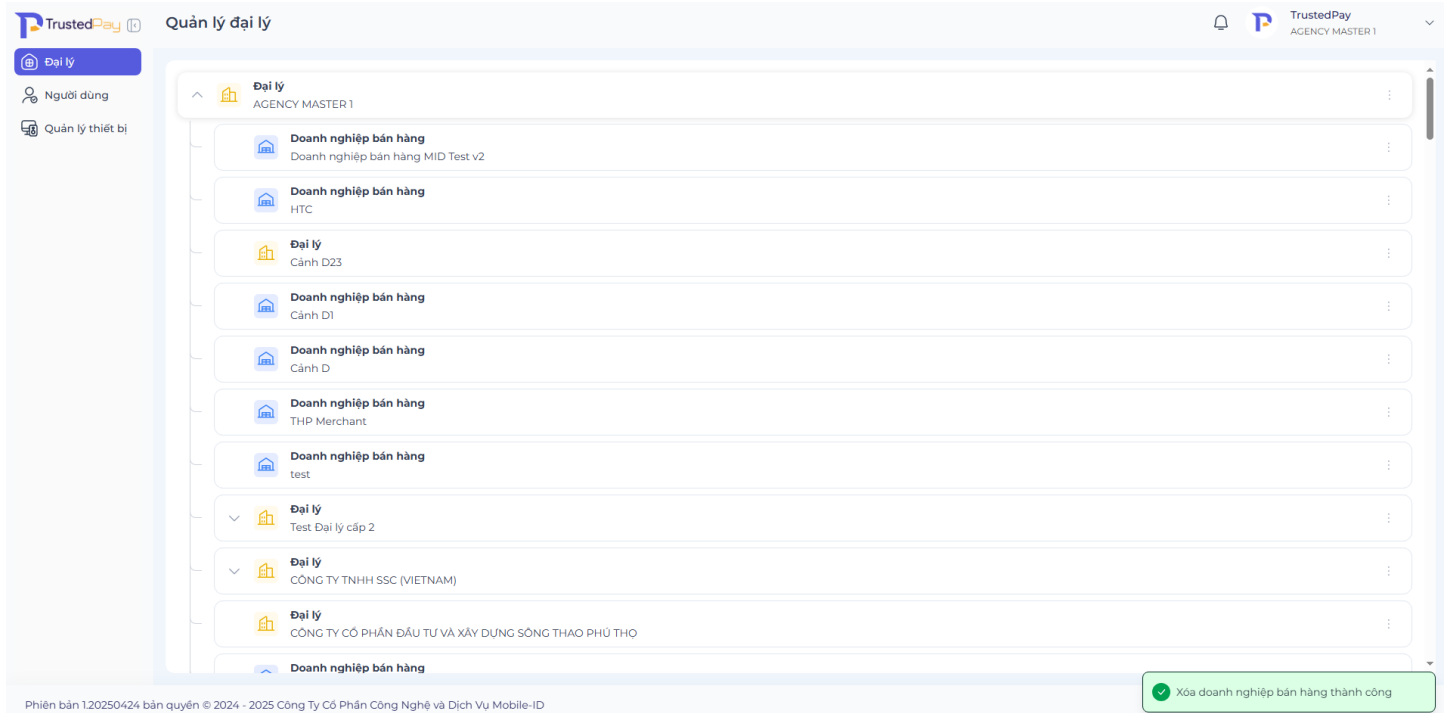 TrustedPay
Quản lý đại lý
TrustedPay
AGENCY MASTER 1
Đại lý
Người dùng
Quản lý thiết bị
Đại lý
AGENCY MASTER 1
Doanh nghiệp bán hàng
Doanh nghiệp bán hàng MID Test v2
Doanh nghiệp bán hàng
HTC
Đại lý
Cảnh D23
Doanh nghiệp bán hàng
Cảnh D1
Doanh nghiệp bán hàng
Cảnh D
Doanh nghiệp bán hàng
THP Merchant
Doanh nghiệp bán hàng
test
Đại lý
Test Đại lý cấp 2
Đại lý
CÔNG TY TNHH SSC (VIETNAM)
Đại lý
CÔNG TY CỔ PHẦN ĐẦU TƯ VÀ XÂY DỰNG SÔNG THAO PHÚ THỌ
Doanh nghiệp bán hàng
Xóa doanh nghiệp bán hàng thành công
Phiên bản 1.20250424 bản quyền © 2024 - 2025 Công Ty Cổ Phần Công Nghệ và Dịch Vụ Mobile-ID